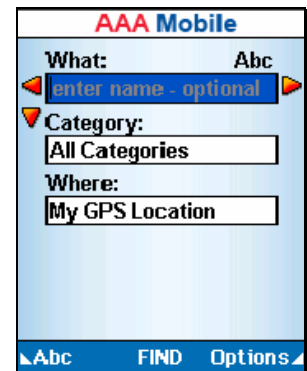 AAA Mobile
What: Abc
enter name - optional
Category:
All Categories
Where:
My GPS Location
Abc FIND Options